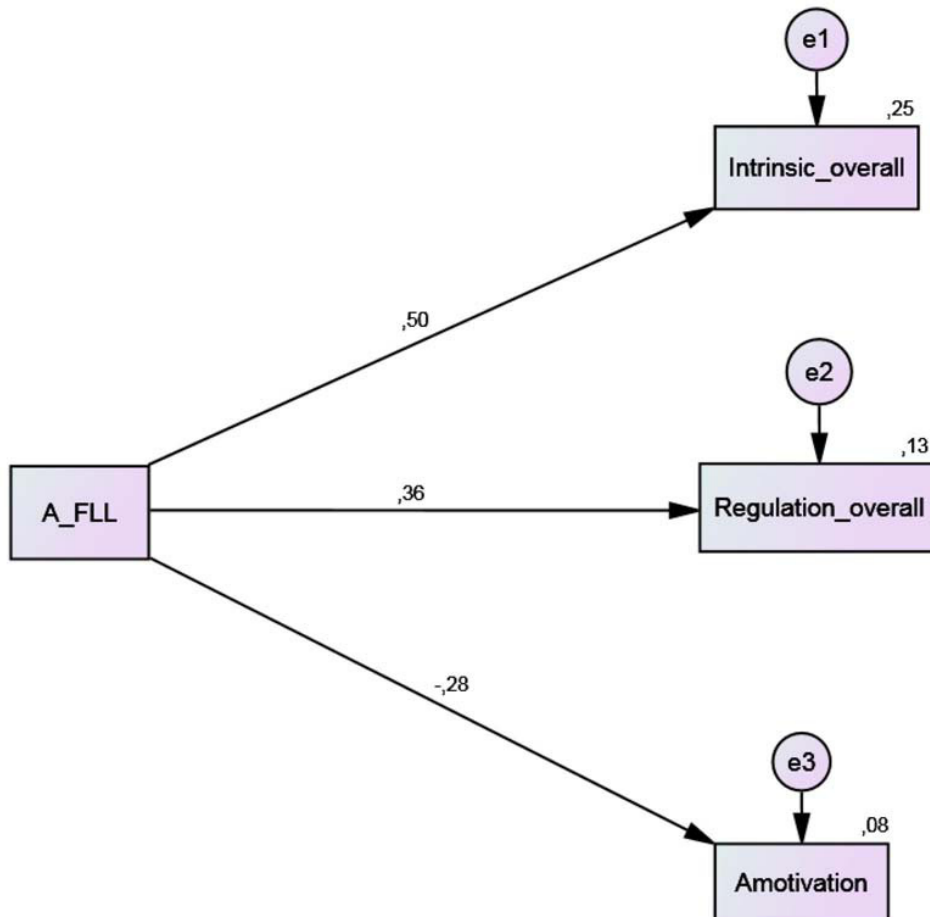 e1
,25
Intrinsic_overall
,50
e2
,13
A_FLL
,36
Regulation_overall
-,28
e3
,08
Amotivation